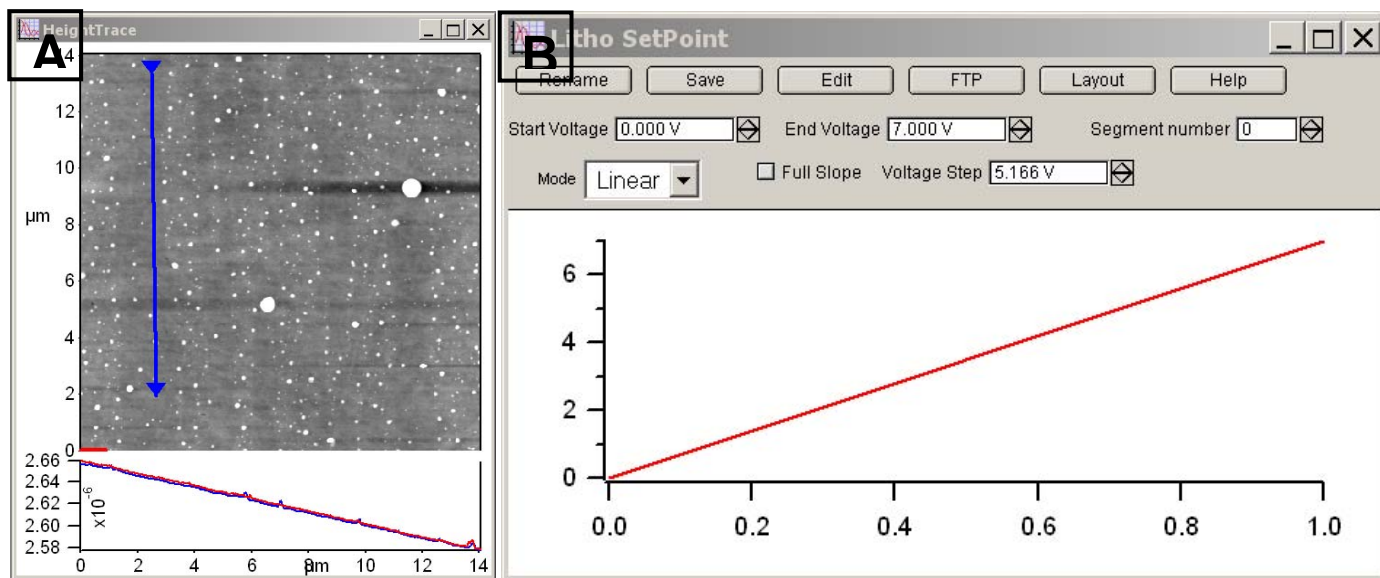 A
HeightTrace
14
12
10
μm
8
6
4
2
μm
0
2.66
2.64
2.62
2.60
2.58
x10⁻⁶
0
2
4
6
μm
8
10
12
14
B
Litho SetPoint
Rename Save Edit FTP Layout Help
Start Voltage 0.000 V End Voltage 7.000 V Segment number 0
Mode Linear Full Slope Voltage Step 5.166 V
6
4
2
0
0.0 0.2 0.4 0.6 0.8 1.0